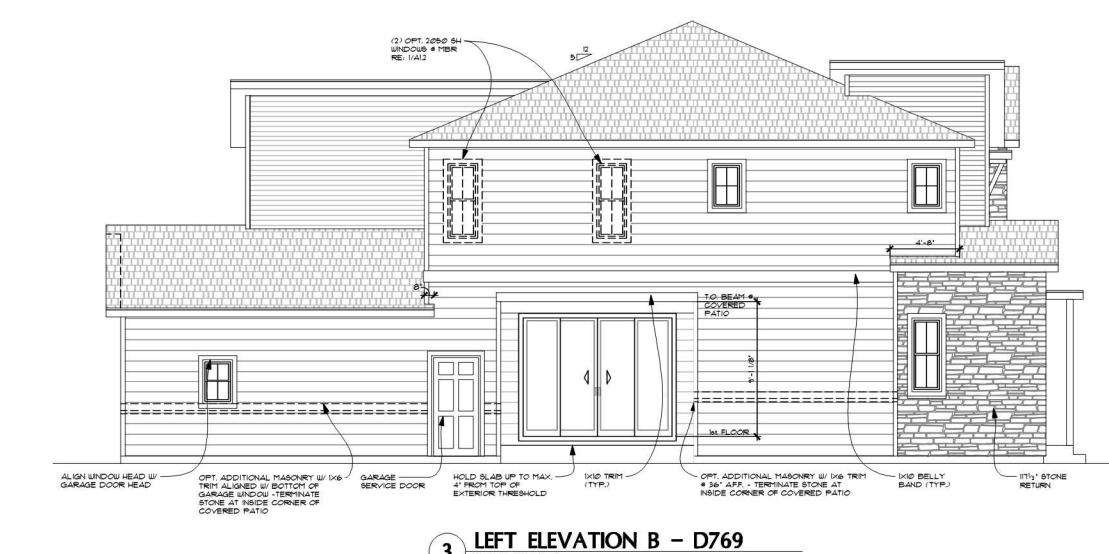 (2) OPT. 2050 SH
WINDOWS @ MBR
RE: 1/A12
12
5
4'-8"
8"
T.O. BEAM @
COVERED
PATIO
9'-1 1/8"
1st FLOOR
ALIGN WINDOW HEAD W/
GARAGE DOOR HEAD
OPT. ADDITIONAL MASONRY W/ 1X6
TRIM ALIGNED W/ BOTTOM OF
GARAGE WINDOW -TERMINATE
STONE AT INSIDE CORNER OF
COVERED PATIO
GARAGE
SERVICE DOOR
HOLD SLAB UP TO MAX.
4" FROM TOP OF
EXTERIOR THRESHOLD
1X10 TRIM
(TYP.)
OPT. ADDITIONAL MASONRY W/ 1X6 TRIM
@ 36" AFF. - TERMINATE STONE AT
INSIDE CORNER OF COVERED PATIO
1X10 BELLY
BAND (TYP.)
STONE
RETURN
3 LEFT ELEVATION B - D769